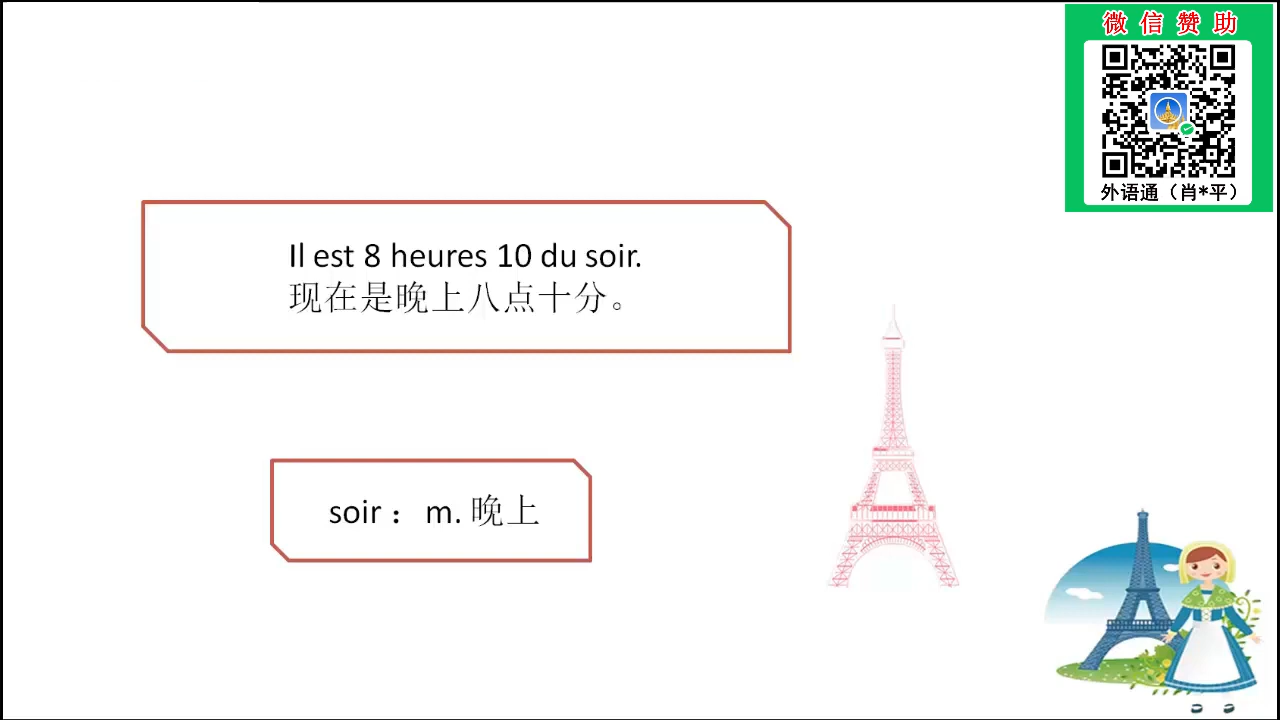 微信赞助
外语通（肖*平）
Il est 8 heures 10 du soir.
现在是晚上八点十分。
soir：m. 晚上